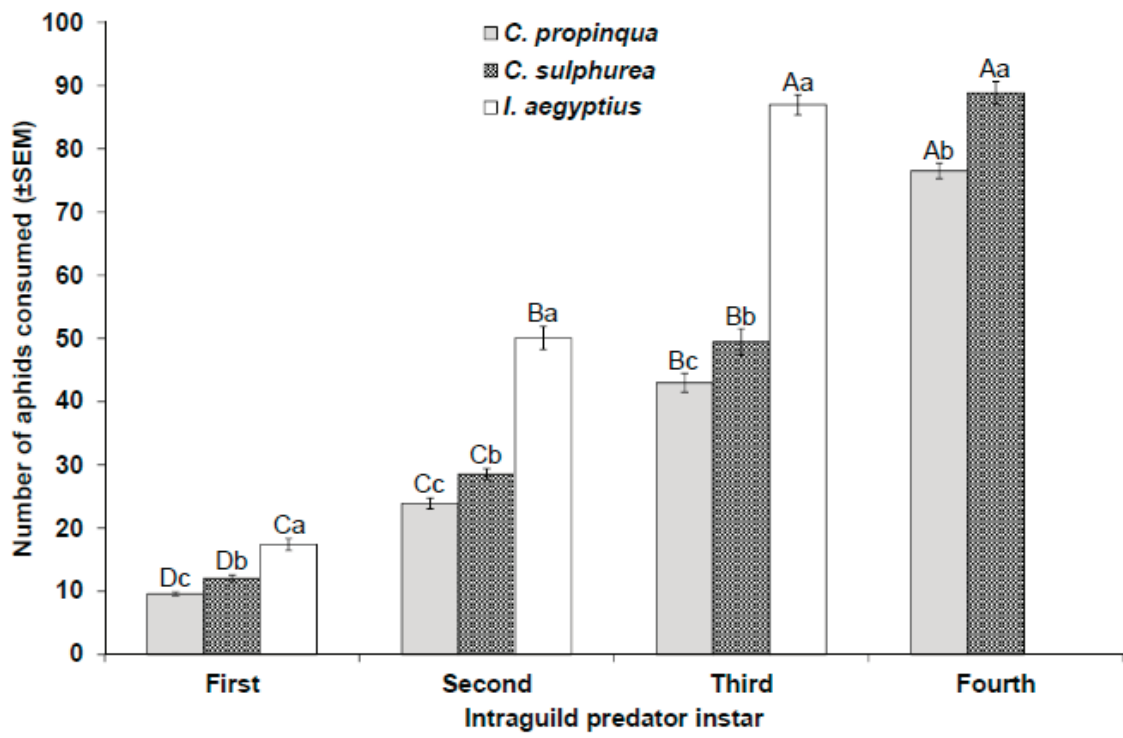 Number of aphids consumed (±SEM)
100
90
80
70
60
50
40
30
20
10
0
C. propinqua
C. sulphurea
I. aegyptius
Dc
Db
Ca
Cc
Cb
Ba
Bc
Bb
Aa
Ab
Aa
First
Second
Third
Fourth
Intraguild predator instar